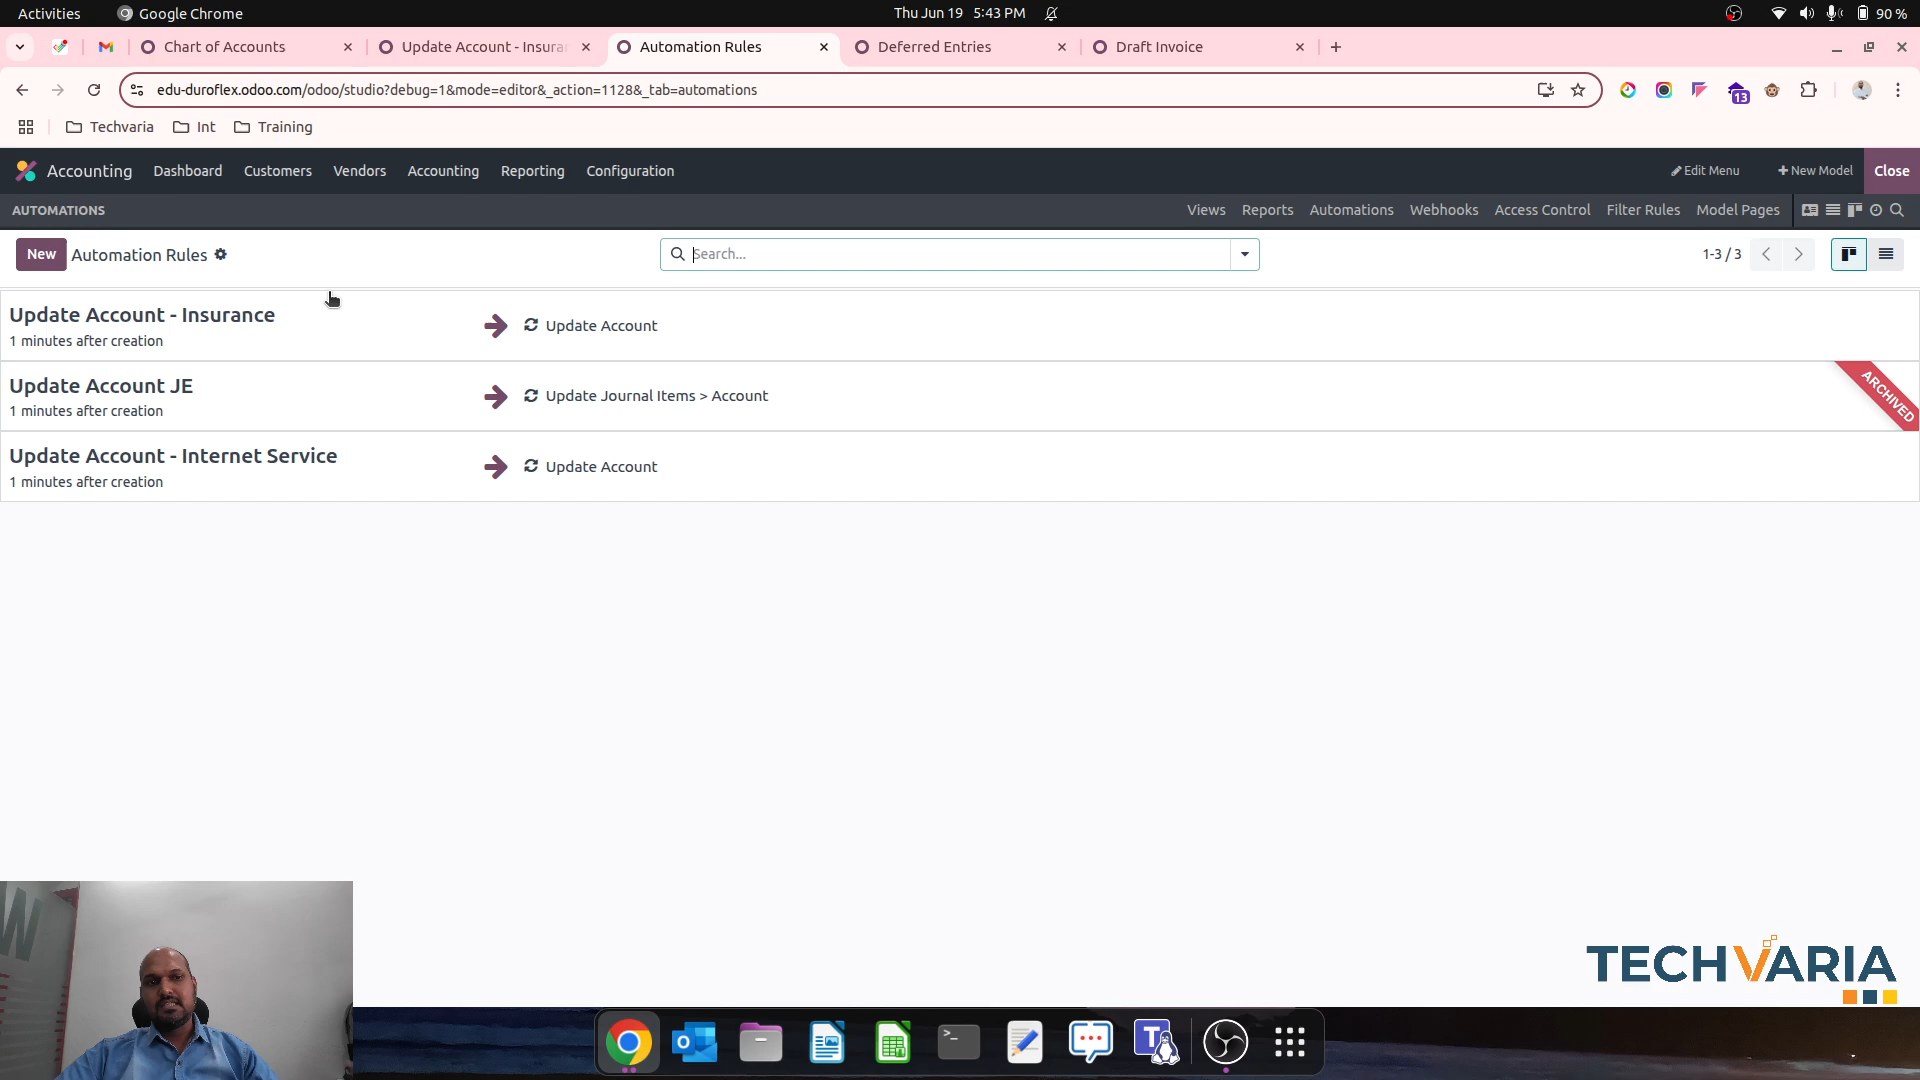 Activities
Google Chrome
Thu Jun 19 5:43 PM
90 %
Chart of Accounts
Update Account - Insura
Automation Rules
Deferred Entries
Draft Invoice
edu-duroflex.odoo.com/odoo/studio?debug=1&mode=editor&_action=1128&_tab=automations
13
Techvaria
Int
Training
Accounting
Dashboard
Customers
Vendors
Accounting
Reporting
Configuration
Edit Menu
New Model
Close
AUTOMATIONS
Views
Reports
Automations
Webhooks
Access Control
Filter Rules
Model Pages
New
Automation Rules
Search...
1-3 / 3
Update Account - Insurance
1 minutes after creation
Update Account
Update Account JE
1 minutes after creation
Update Journal Items > Account
ARCHIVED
Update Account - Internet Service
1 minutes after creation
Update Account
TECHVARIA